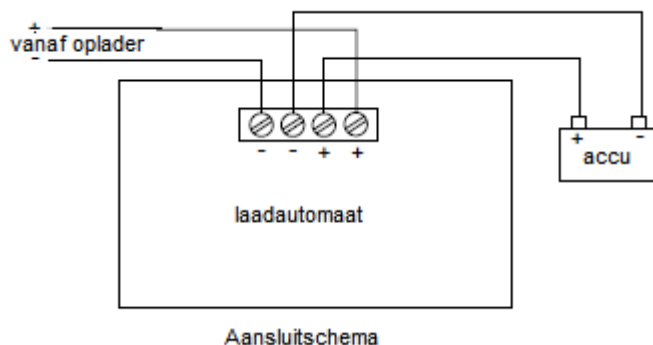 +
vanaf oplader
-
- - + +
+ -
accu
laadautomaat
Aansluitschema